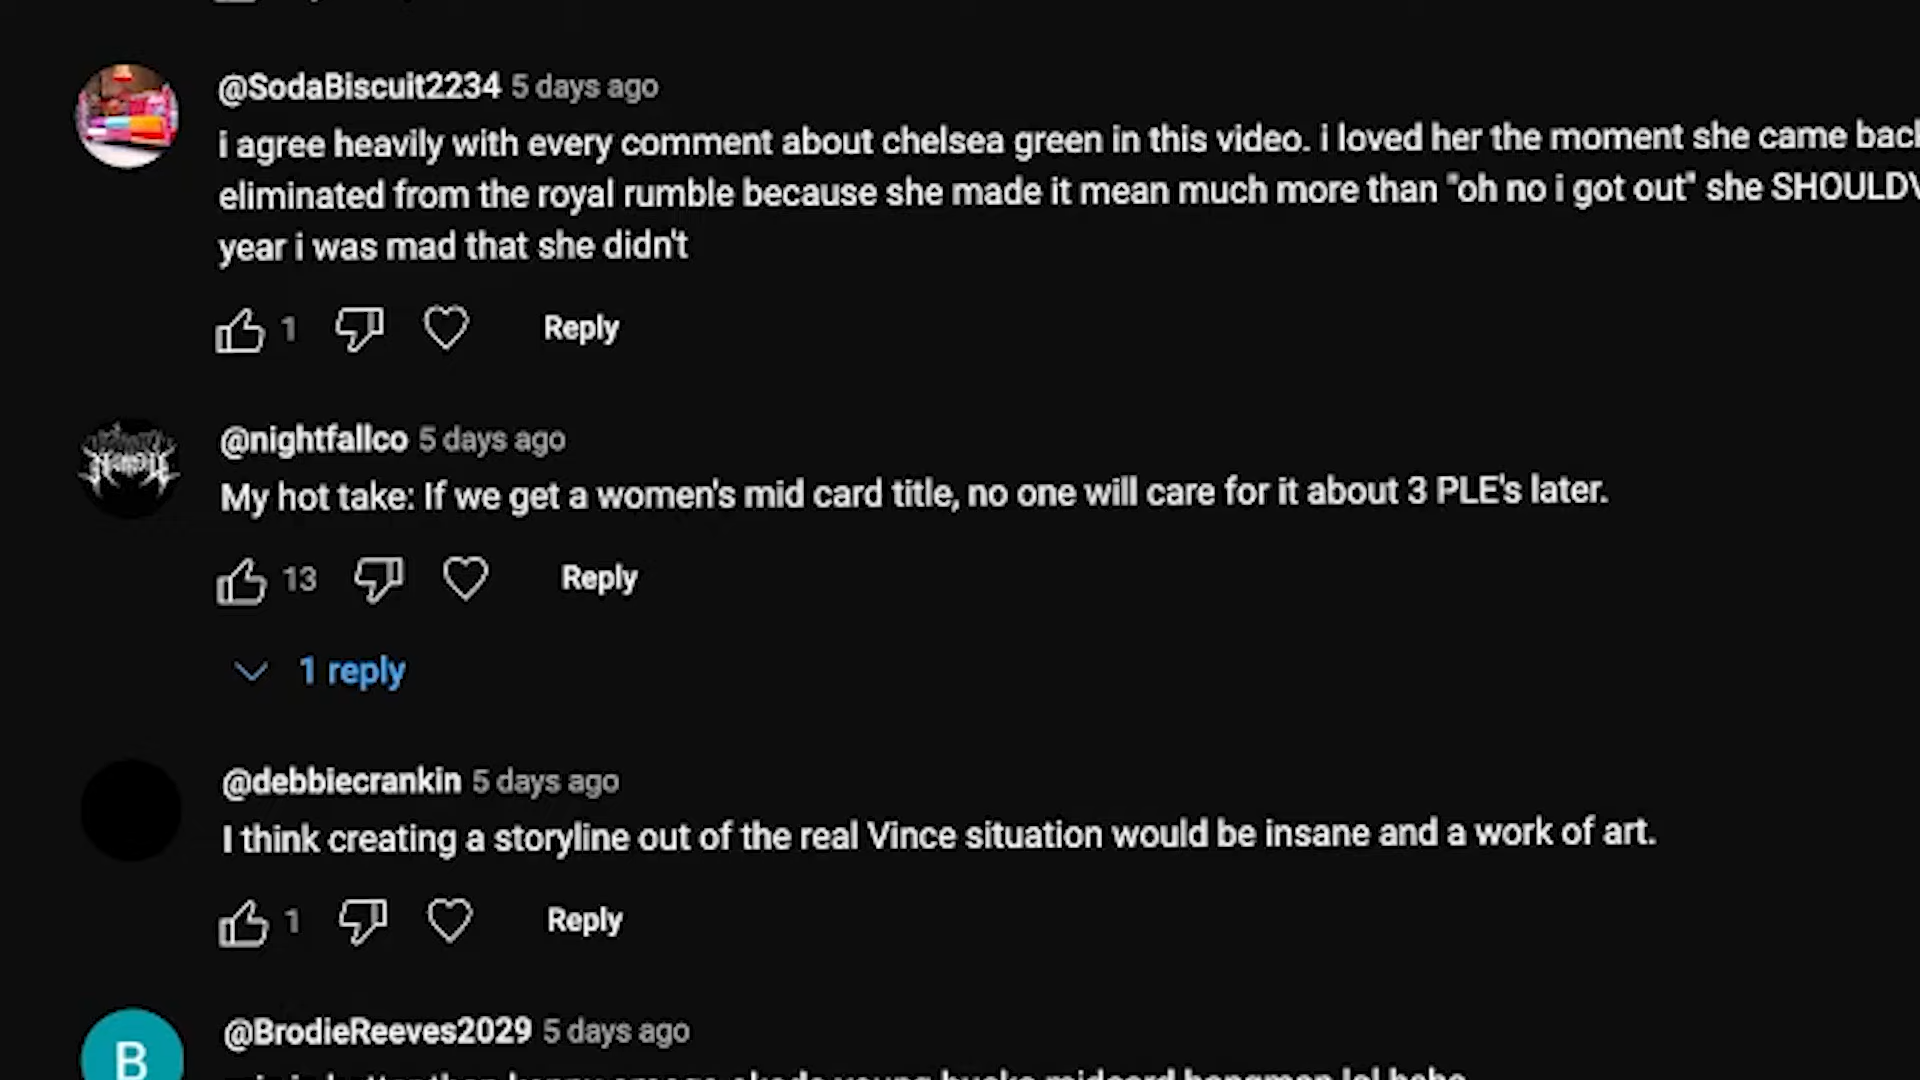 @SodaBiscuit2234 5 days ago
i agree heavily with every comment about chelsea green in this video. i loved her the moment she came back
eliminated from the royal rumble because she made it mean much more than "oh no i got out" she SHOULDV
year i was mad that she didn't
1 Reply
@nightfallco 5 days ago
My hot take: If we get a women's mid card title, no one will care for it about 3 PLE's later.
13 Reply
1 reply
@debbiecrankin 5 days ago
I think creating a storyline out of the real Vince situation would be insane and a work of art.
1 Reply
B
@BrodieReeves2029 5 days ago